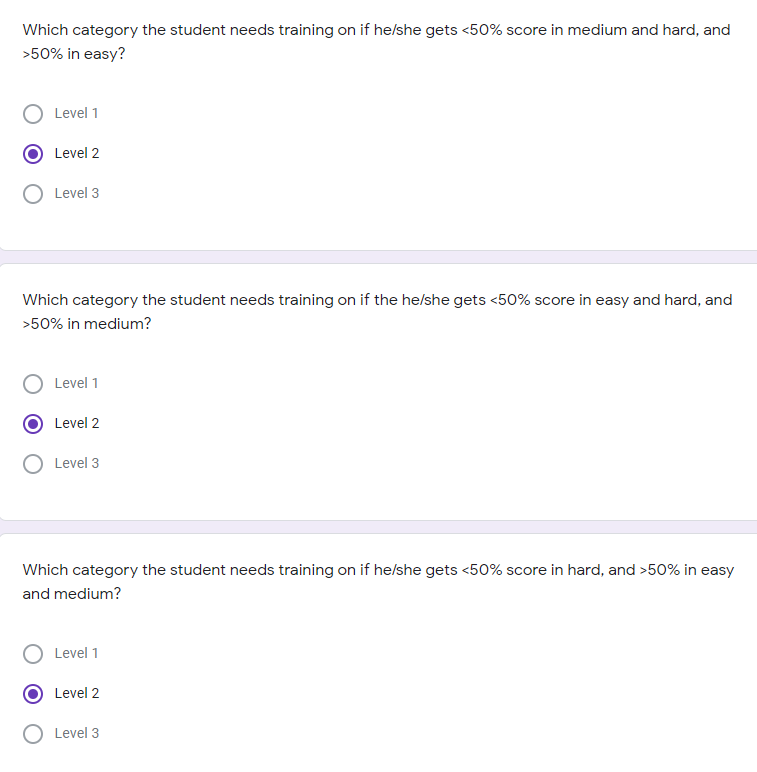 Which category the student needs training on if he/she gets <50% score in medium and hard, and
>50% in easy?
Level 1
Level 2
Level 3
Which category the student needs training on if the he/she gets <50% score in easy and hard, and
>50% in medium?
Level 1
Level 2
Level 3
Which category the student needs training on if he/she gets <50% score in hard, and >50% in easy
and medium?
Level 1
Level 2
Level 3